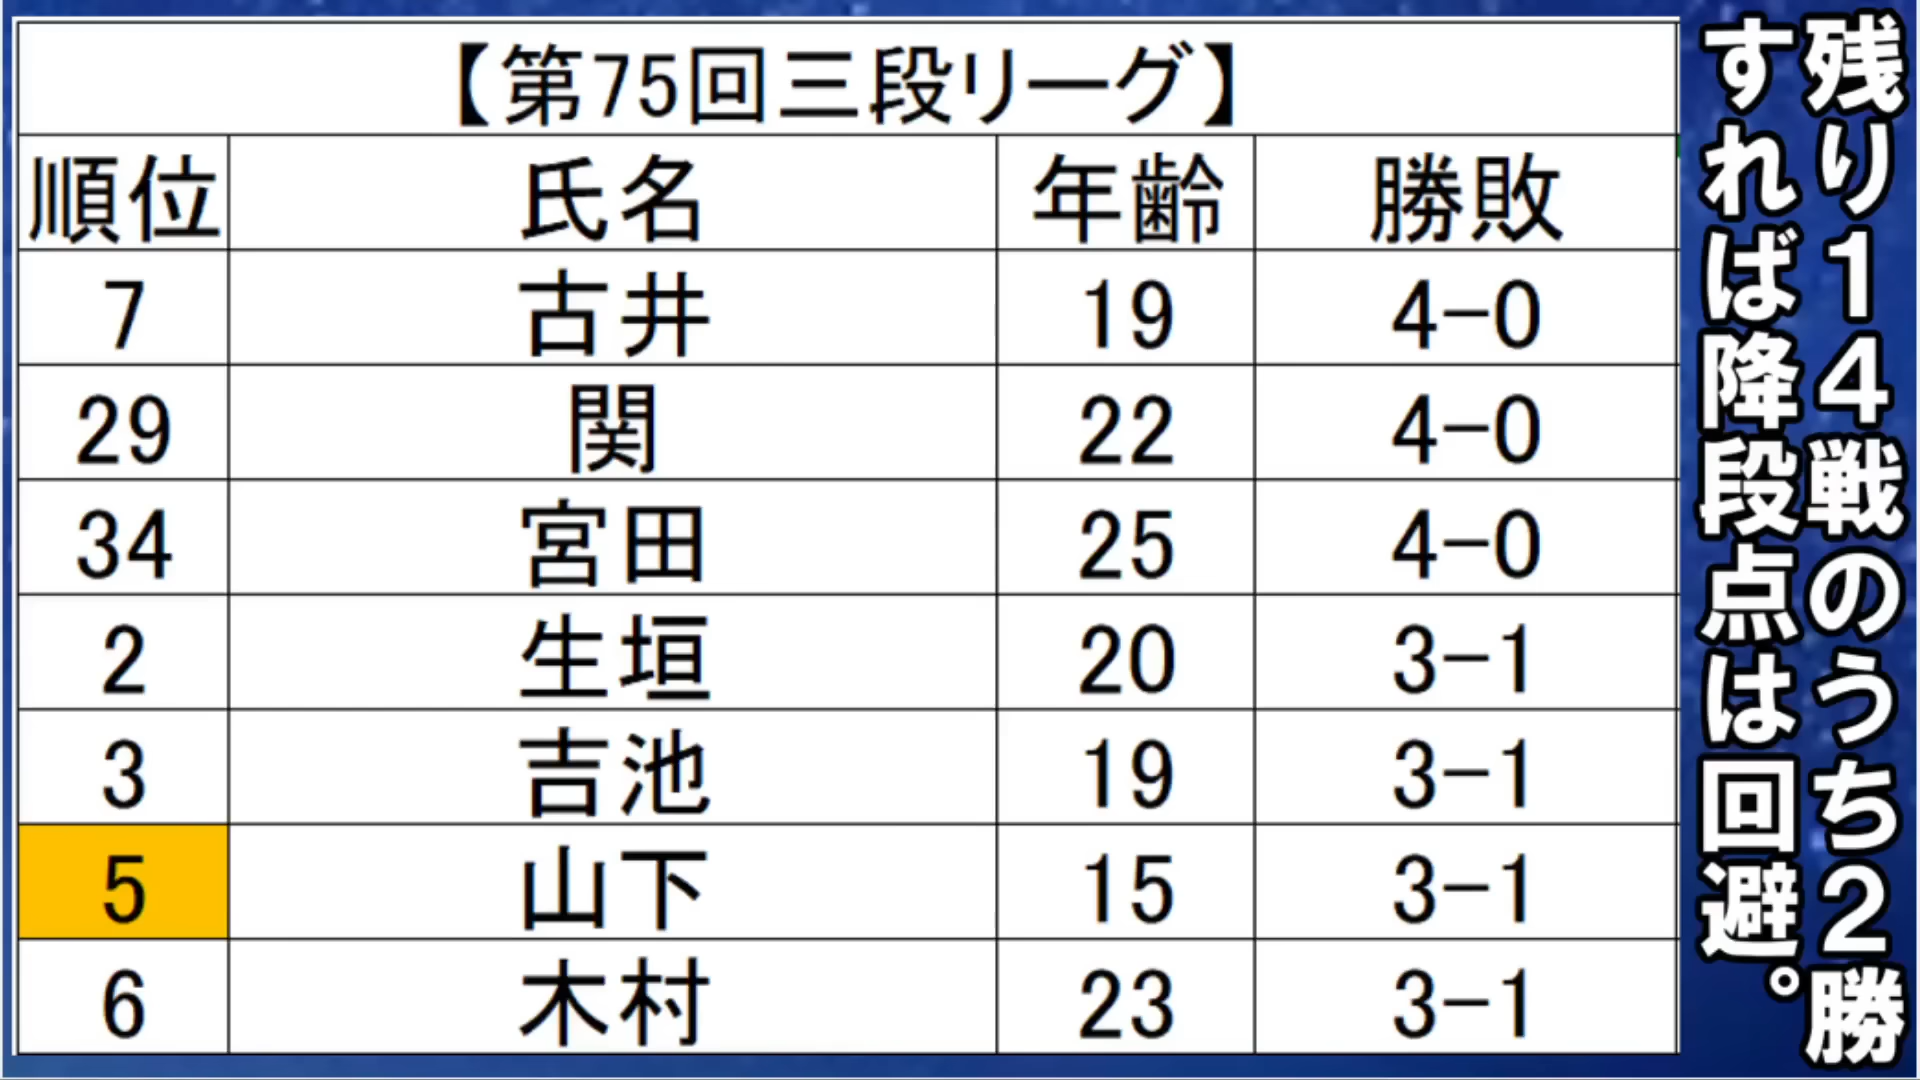 【第75回三段リーグ】
順位 氏名 年齢 勝敗
7 古井 19 4-0
29 関 22 4-0
34 宮田 25 4-0
2 生垣 20 3-1
3 吉池 19 3-1
5 山下 15 3-1
6 木村 23 3-1
残り14戦のうち2勝
すれば降段点は回避。